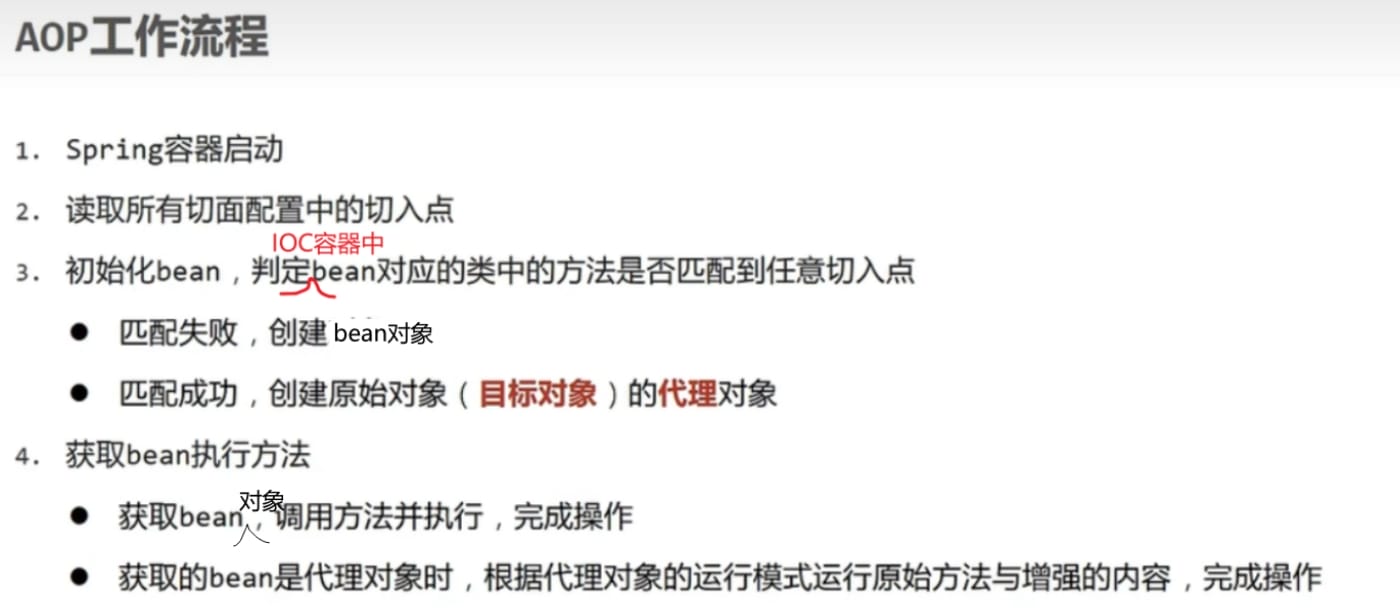 AOP工作流程
1. Spring容器启动
2. 读取所有切面配置中的切入点
IOC容器中
3. 初始化bean，判定bean对应的类中的方法是否匹配到任意切入点
● 匹配失败，创建bean对象
● 匹配成功，创建原始对象（目标对象）的代理对象
4. 获取bean执行方法
对象
● 获取bean，调用方法并执行，完成操作
● 获取的bean是代理对象时，根据代理对象的运行模式运行原始方法与增强的内容，完成操作